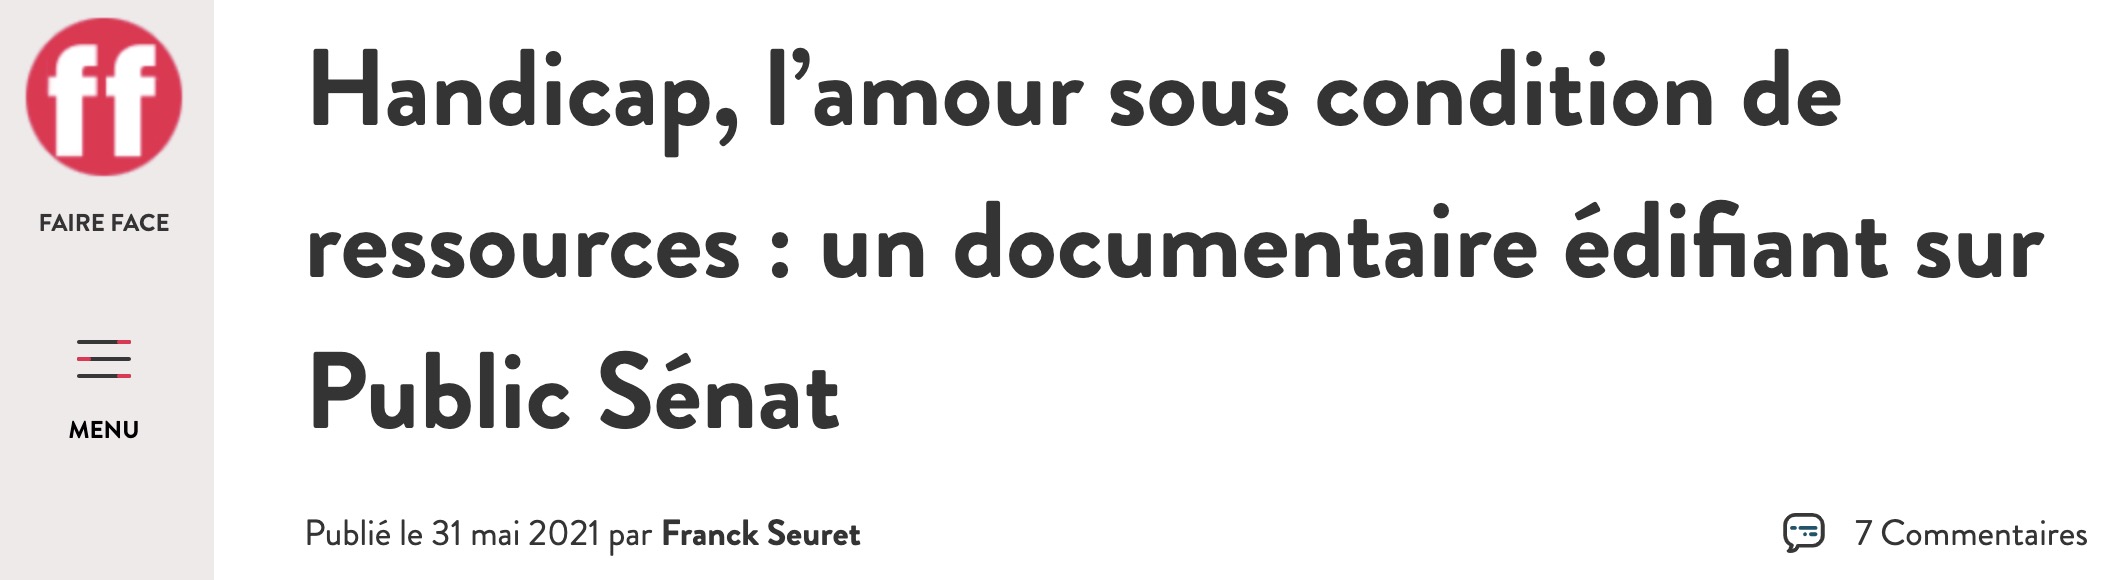 ff
FAIRE FACE
MENU
Handicap, l’amour sous condition de
ressources : un documentaire édifiant sur
Public Sénat
Publié le 31 mai 2021 par Franck Seuret
7 Commentaires